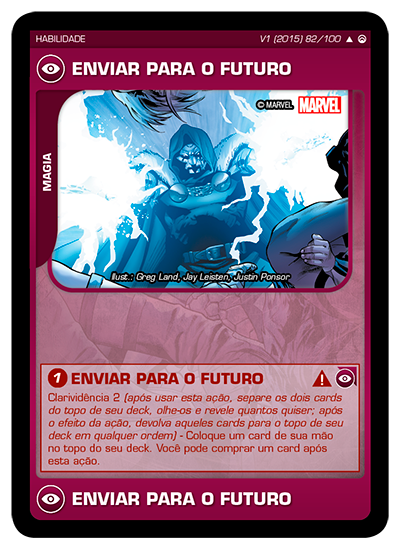 HABILIDADE V1 (2015) 82/100
ENVIAR PARA O FUTURO
© MARVEL MARVEL
MAGIA
Ilust.: Greg Land, Jay Leisten, Justin Ponsor
1 ENVIAR PARA O FUTURO
Clarividência 2 (após usar esta ação, separe os dois cards
do topo de seu deck, olhe-os e revele quantos quiser; após
o efeito da ação, devolva aqueles cards para o topo de seu
deck em qualquer ordem) - Coloque um card de sua mão
no topo do seu deck. Você pode comprar um card após
esta ação.
ENVIAR PARA O FUTURO